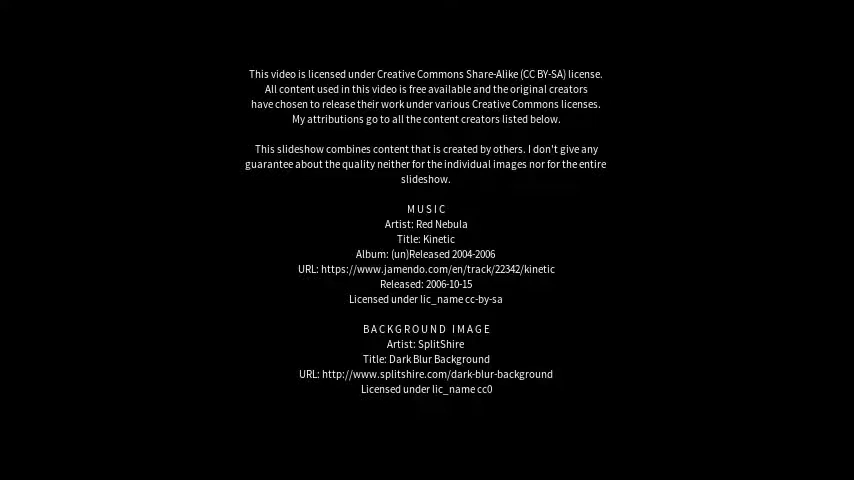 This video is licensed under Creative Commons Share-Alike (CC BY-SA) license.
All content used in this video is free available and the original creators
have chosen to release their work under various Creative Commons licenses.
My attributions go to all the content creators listed below.
This slideshow combines content that is created by others. I don't give any
guarantee about the quality neither for the individual images nor for the entire
slideshow.
MUSIC
Artist: Red Nebula
Title: Kinetic
Album: (un)Released 2004-2006
URL: https://www.jamendo.com/en/track/22342/kinetic
Released: 2006-10-15
Licensed under lic_name cc-by-sa
BACKGROUND IMAGE
Artist: SplitShire
Title: Dark Blur Background
URL: http://www.splitshire.com/dark-blur-background
Licensed under lic_name cc0